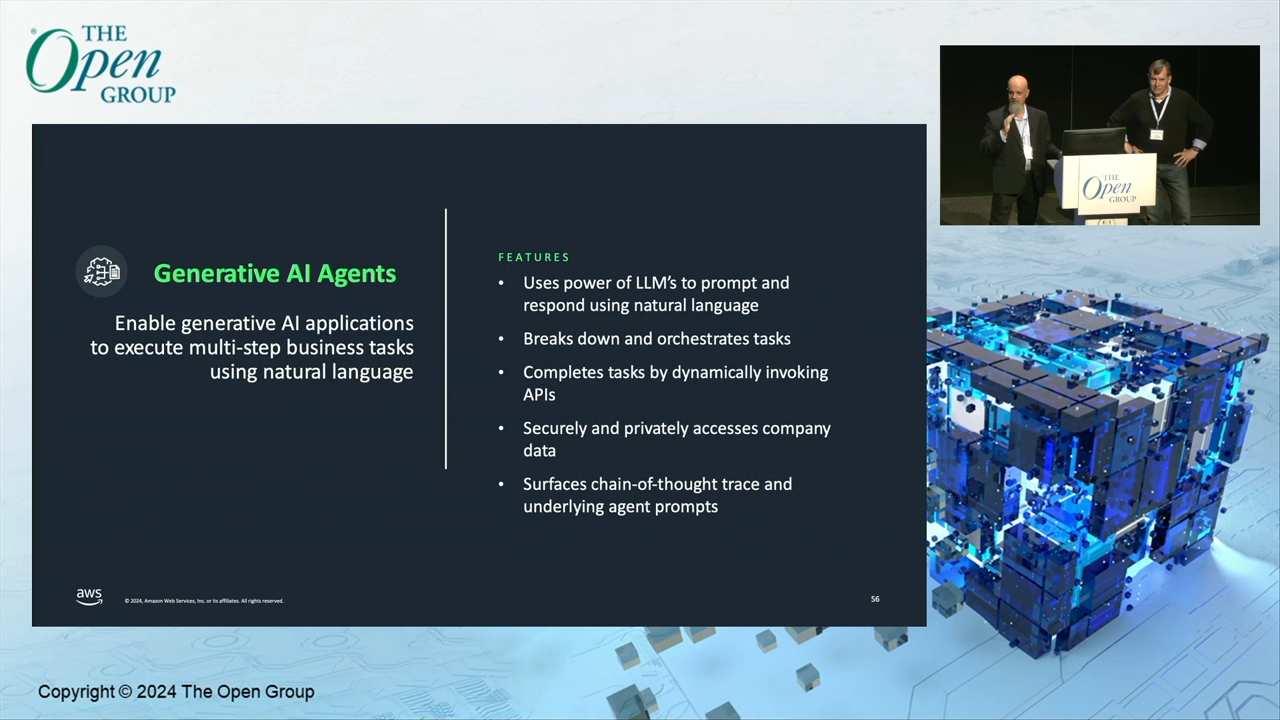 THE
Open
GROUP
Generative AI Agents
Enable generative AI applications
to execute multi-step business tasks
using natural language
FEATURES
• Uses power of LLM’s to prompt and
respond using natural language
• Breaks down and orchestrates tasks
• Completes tasks by dynamically invoking
APIs
• Securely and privately accesses company
data
• Surfaces chain-of-thought trace and
underlying agent prompts
aws
© 2024, Amazon Web Services, Inc. or its affiliates. All rights reserved.
56
THE
Open
GROUP
Copyright © 2024 The Open Group